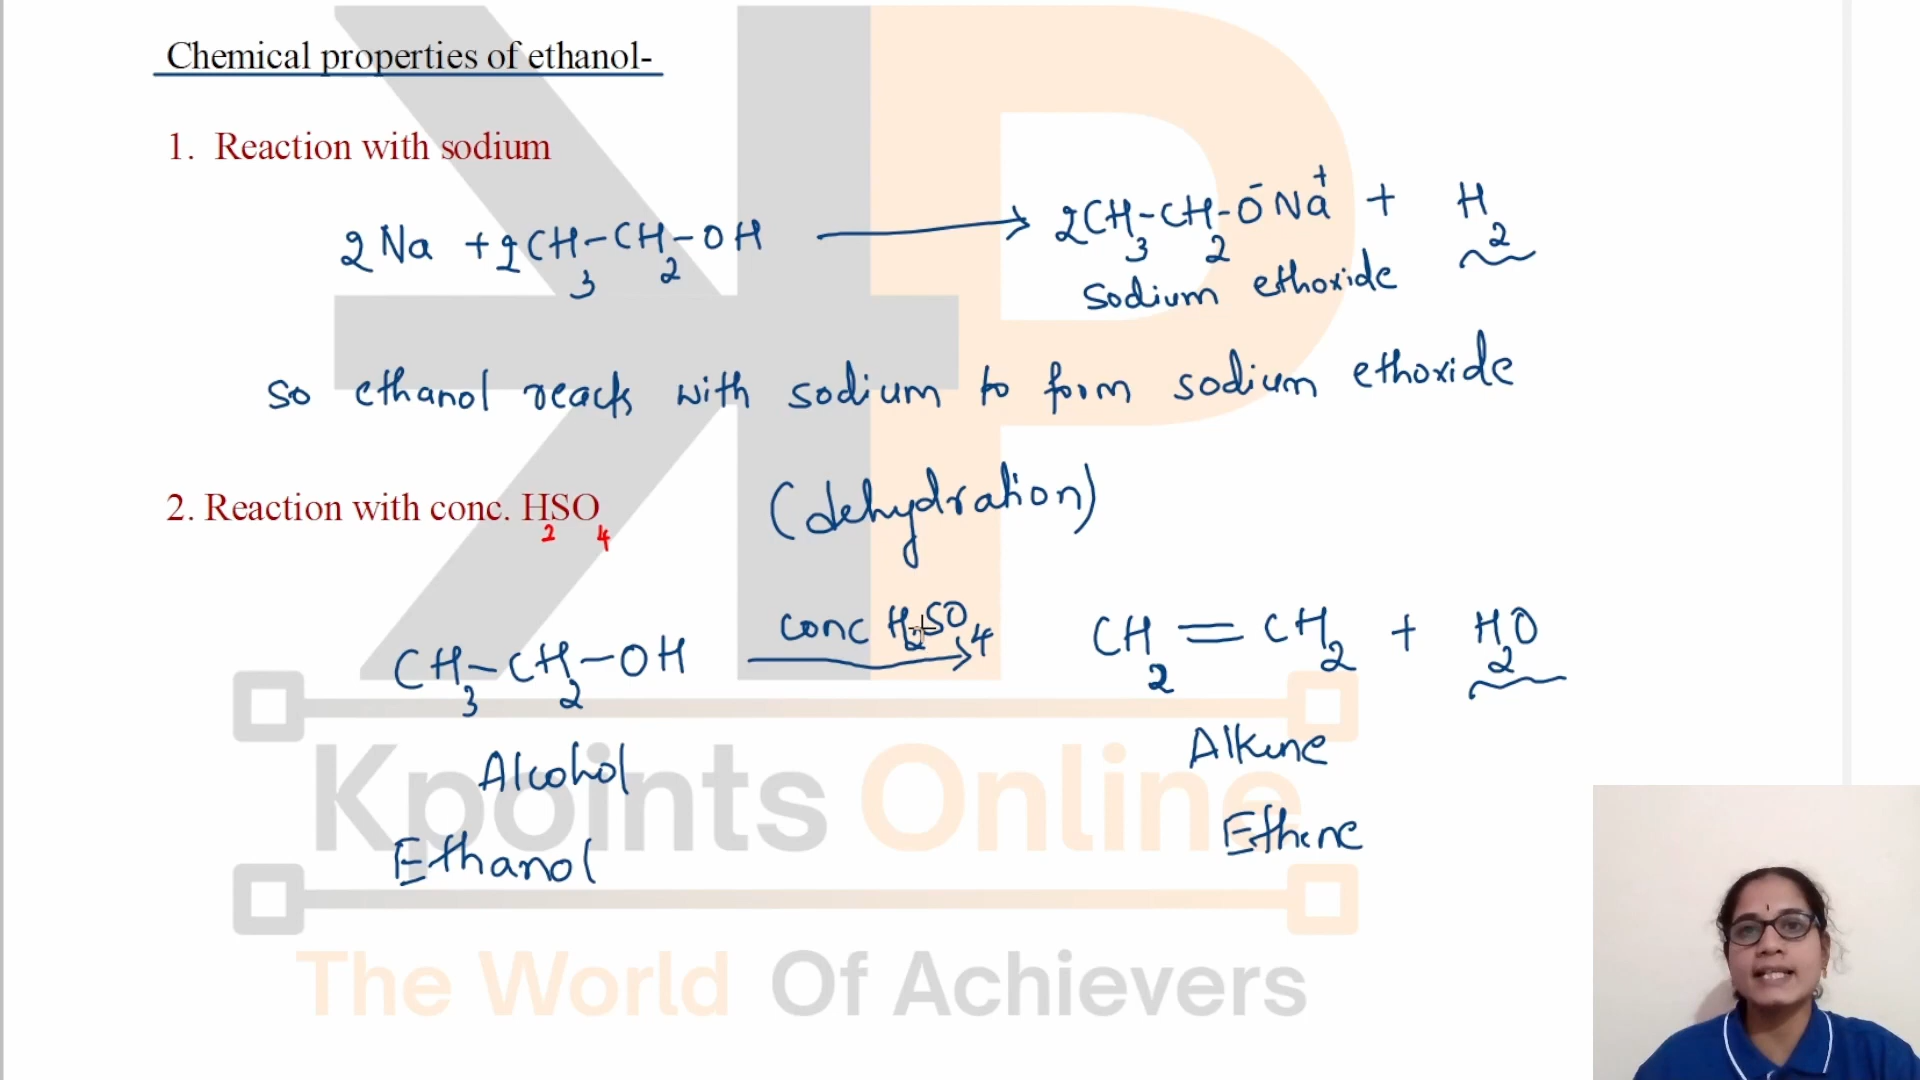 Chemical properties of ethanol-
1. Reaction with sodium
2 Na + 2CH₃-CH₂-OH ⟶ 2CH₃-CH₂-O⁻Na⁺ + H₂
Sodium ethoxide
So ethanol reacts with sodium to form sodium ethoxide
2. Reaction with conc. H₂SO₄ (dehydration)
CH₃-CH₂-OH conc H₂SO₄ ⟶ CH₂=CH₂ + H₂O
Alcohol Alkene
Ethanol Ethene
Kpoints Online
The World Of Achievers